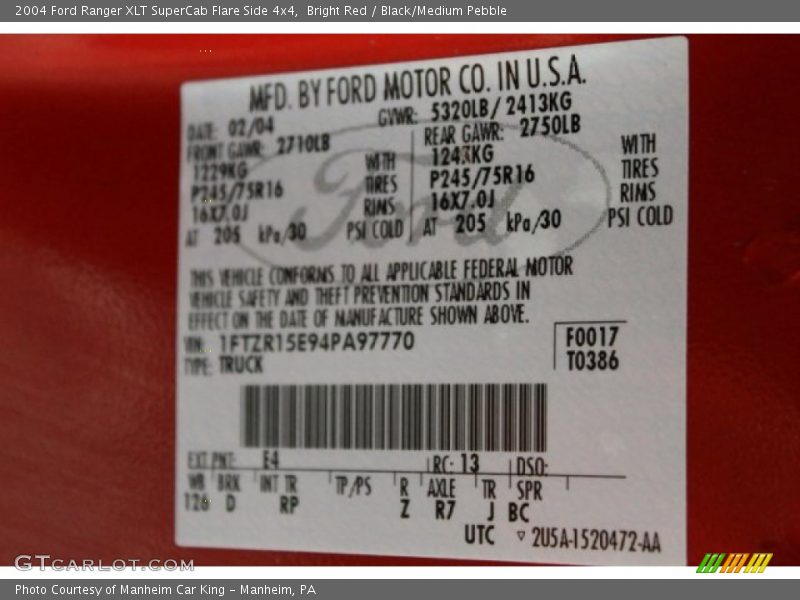 2004 Ford Ranger XLT SuperCab Flare Side 4x4,  Bright Red / Black/Medium Pebble
MFD. BY FORD MOTOR CO. IN U.S.A.
DATE: 02/04 GVWR: 5320LB/ 2413KG
FRONT GAWR: 2710LB REAR GAWR: 2750LB
1229KG WITH 1243KG WITH
P245/75R16 TIRES P245/75R16 TIRES
16X7.0J RIMS 16X7.0J RIMS
AT 205 kPa/30 PSI COLD AT 205 kPa/30 PSI COLD
Ford
THIS VEHICLE CONFORMS TO ALL APPLICABLE FEDERAL MOTOR
VEHICLE SAFETY AND THEFT PREVENTION STANDARDS IN
EFFECT ON THE DATE OF MANUFACTURE SHOWN ABOVE.
VIN: 1FTZR15E94PA97770 F0017
TYPE: TRUCK T0386
EXT PNT: E4 RC: 13 DSO:
WB BRK INT TR TP/PS R AXLE TR SPR
126 D RP Z R7 J BC
UTC ▽ 2U5A-1520472-AA
GTCARLOT.COM
Photo Courtesy of Manheim Car King – Manheim, PA